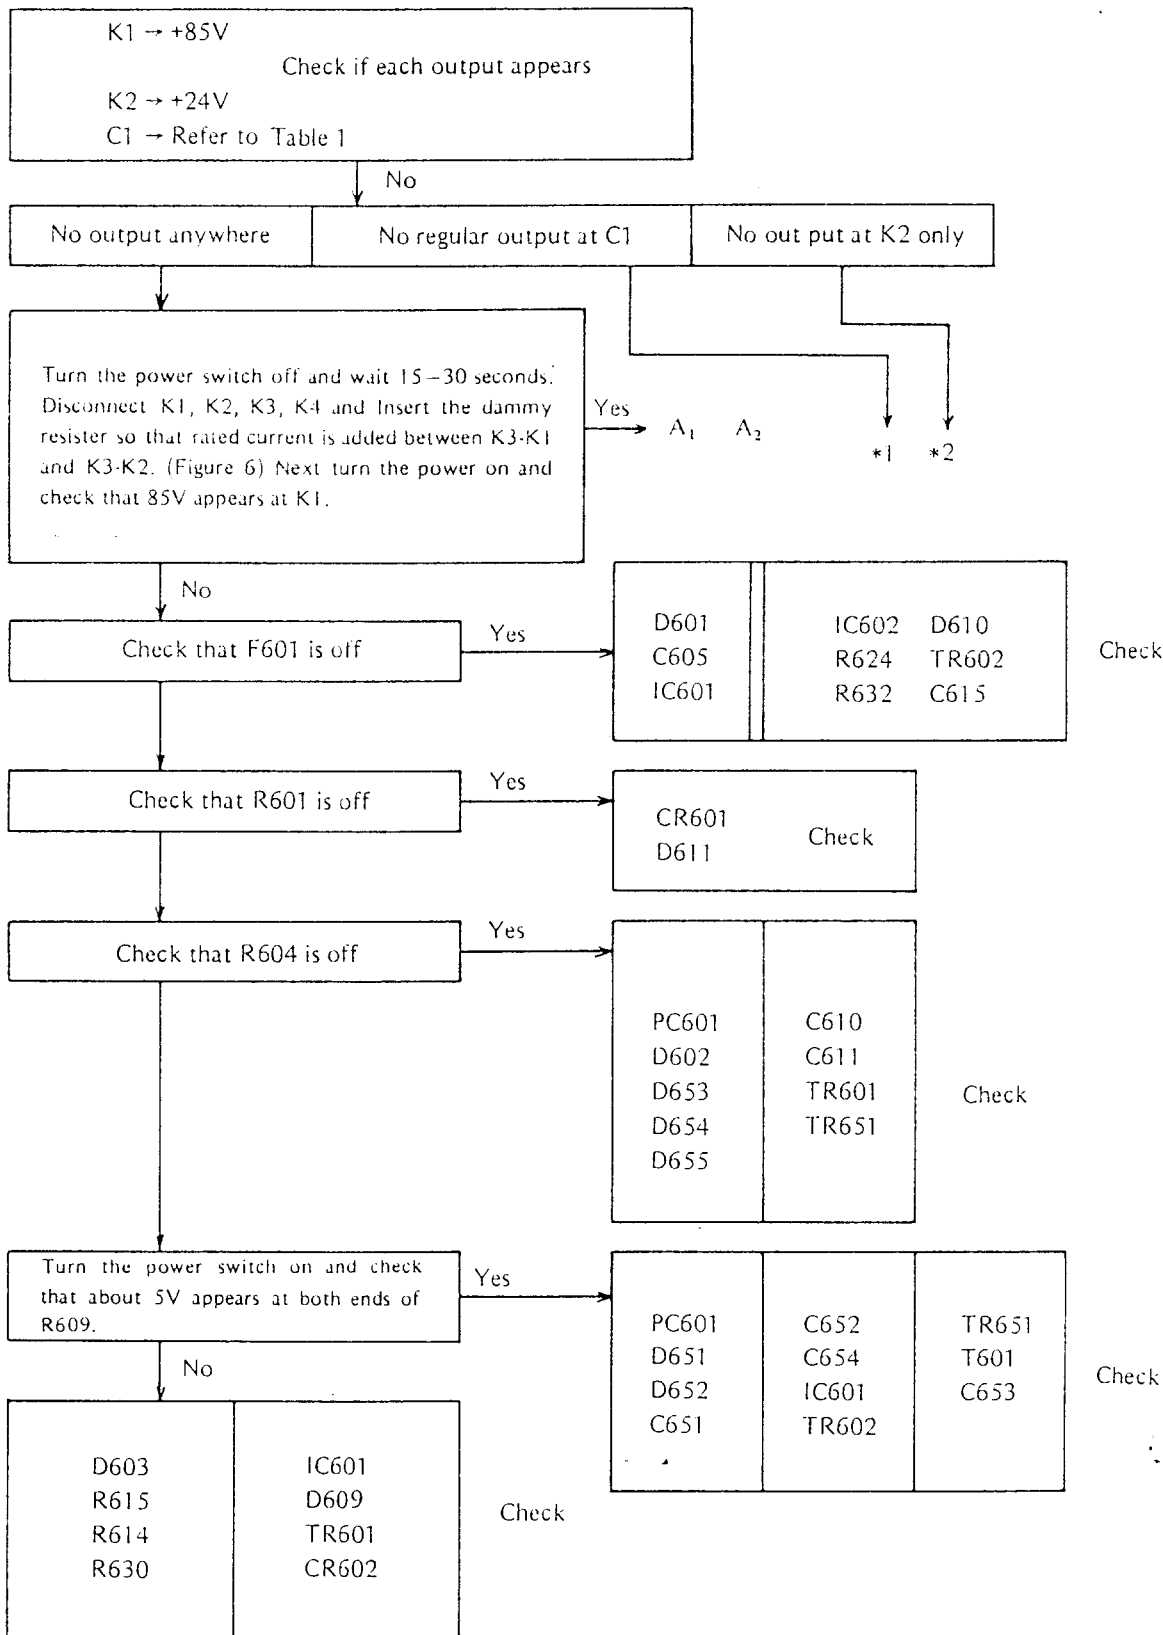 K1 → +85V
Check if each output appears
K2 → +24V
C1 → Refer to Table 1
No
No output anywhere
No regular output at C1
No out put at K2 only
Turn the power switch off and wait 15–30 seconds.
Disconnect K1, K2, K3, K4 and Insert the dammy
resister so that rated current is added between K3-K1
and K3-K2. (Figure 6) Next turn the power on and
check that 85V appears at K1.
Yes
A₁ A₂
*1 *2
No
Check that F601 is off
Yes
D601
C605
IC601
IC602 D610
R624 TR602
R632 C615
Check
Check that R601 is off
Yes
CR601
D611
Check
Check that R604 is off
Yes
PC601
D602
D653
D654
D655
C610
C611
TR601
TR651
Check
Turn the power switch on and check
that about 5V appears at both ends of
R609.
Yes
PC601
D651
D652
C651
C652
C654
IC601
TR602
TR651
T601
C653
Check
No
D603
R615
R614
R630
IC601
D609
TR601
CR602
Check